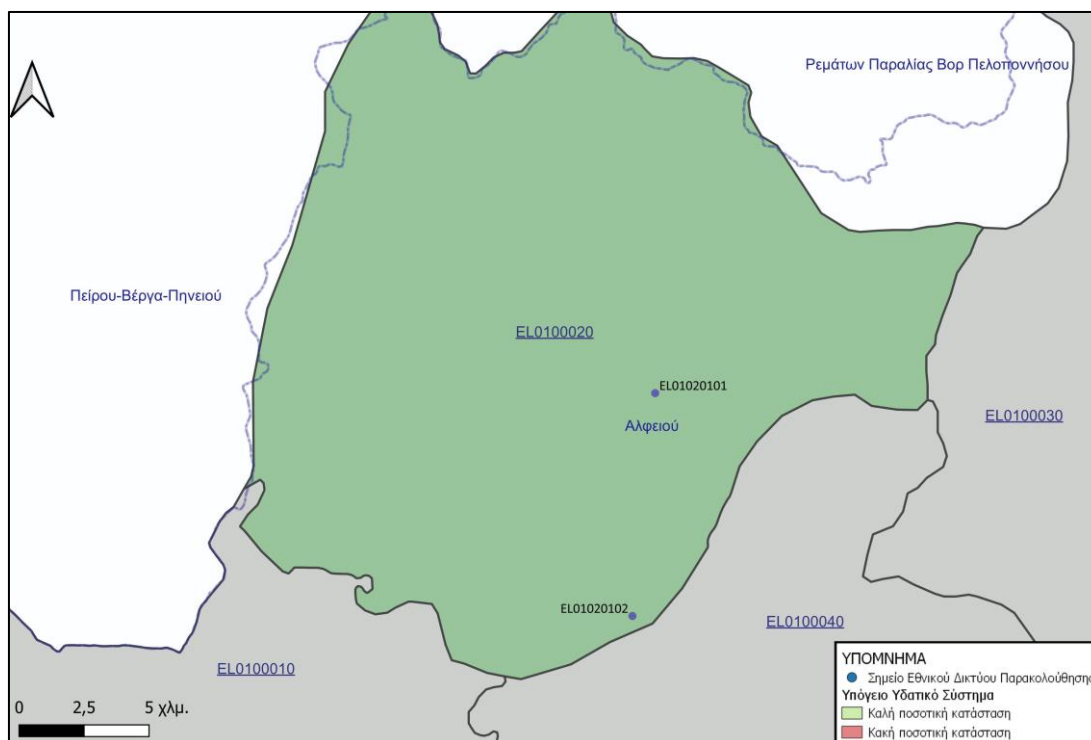 Ρεμάτων Παραλίας Βορ Πελοποννήσου
Πείρου-Βέργα-Πηνειού
EL0100020
EL01020101
Αλφειού
EL0100030
EL01020102
EL0100040
EL0100010
0 2,5 5 χλμ.
ΥΠΟΜΝΗΜΑ
Σημείο Εθνικού Δικτύου Παρακολούθησης
Υπόγειο Υδατικό Σύστημα
Καλή ποσοτική κατάσταση
Κακή ποσοτική κατάσταση